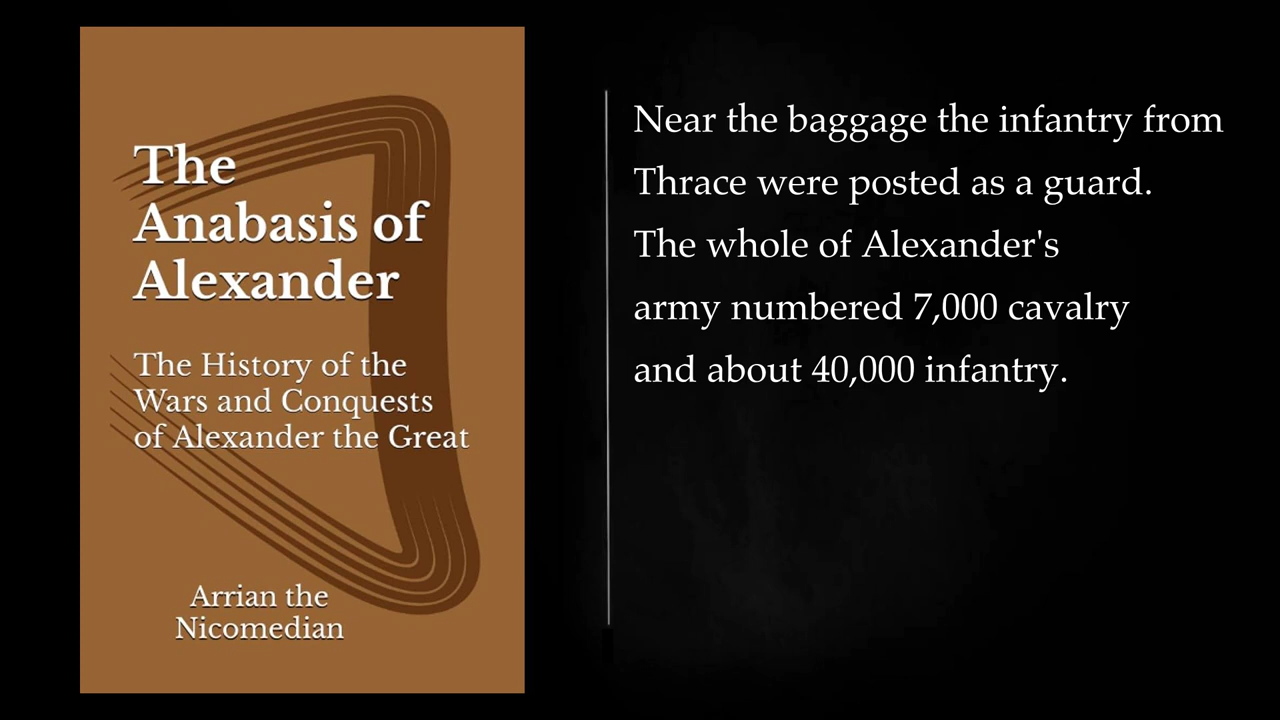 The
Anabasis of
Alexander
The History of the
Wars and Conquests
of Alexander the Great
Arrian the
Nicomedian
Near the baggage the infantry from
Thrace were posted as a guard.
The whole of Alexander's
army numbered 7,000 cavalry
and about 40,000 infantry.